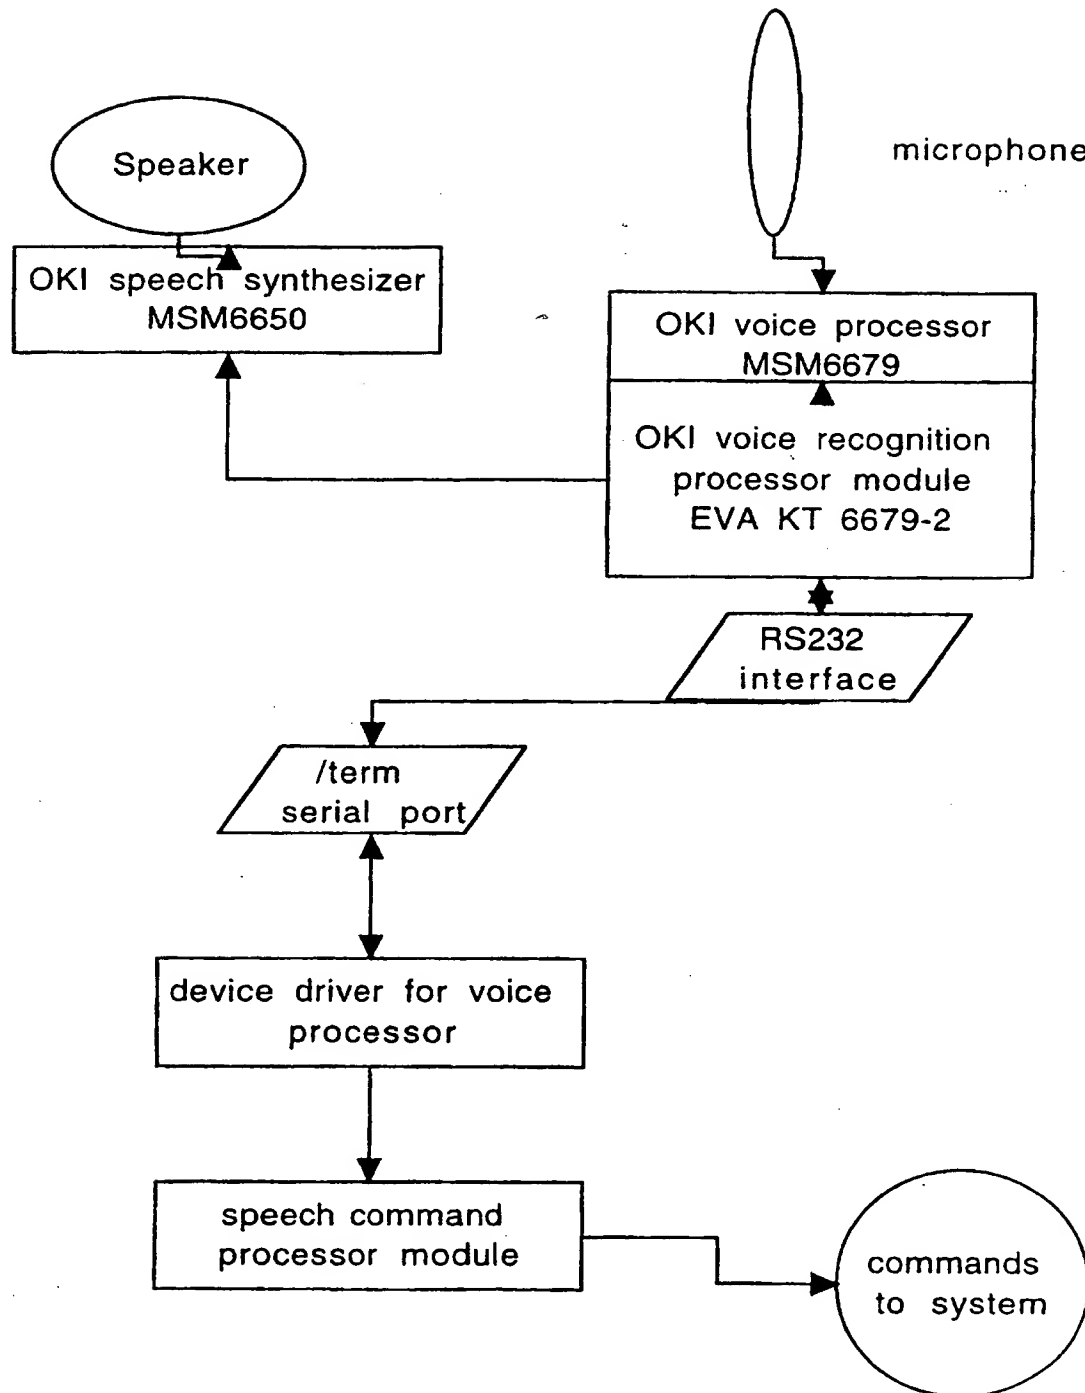 microphone
Speaker
OKI speech synthesizer
MSM6650
OKI voice processor
MSM6679
OKI voice recognition
processor module
EVA KT 6679-2
RS232
interface
/term
serial port
device driver for voice
processor
speech command
processor module
commands
to system